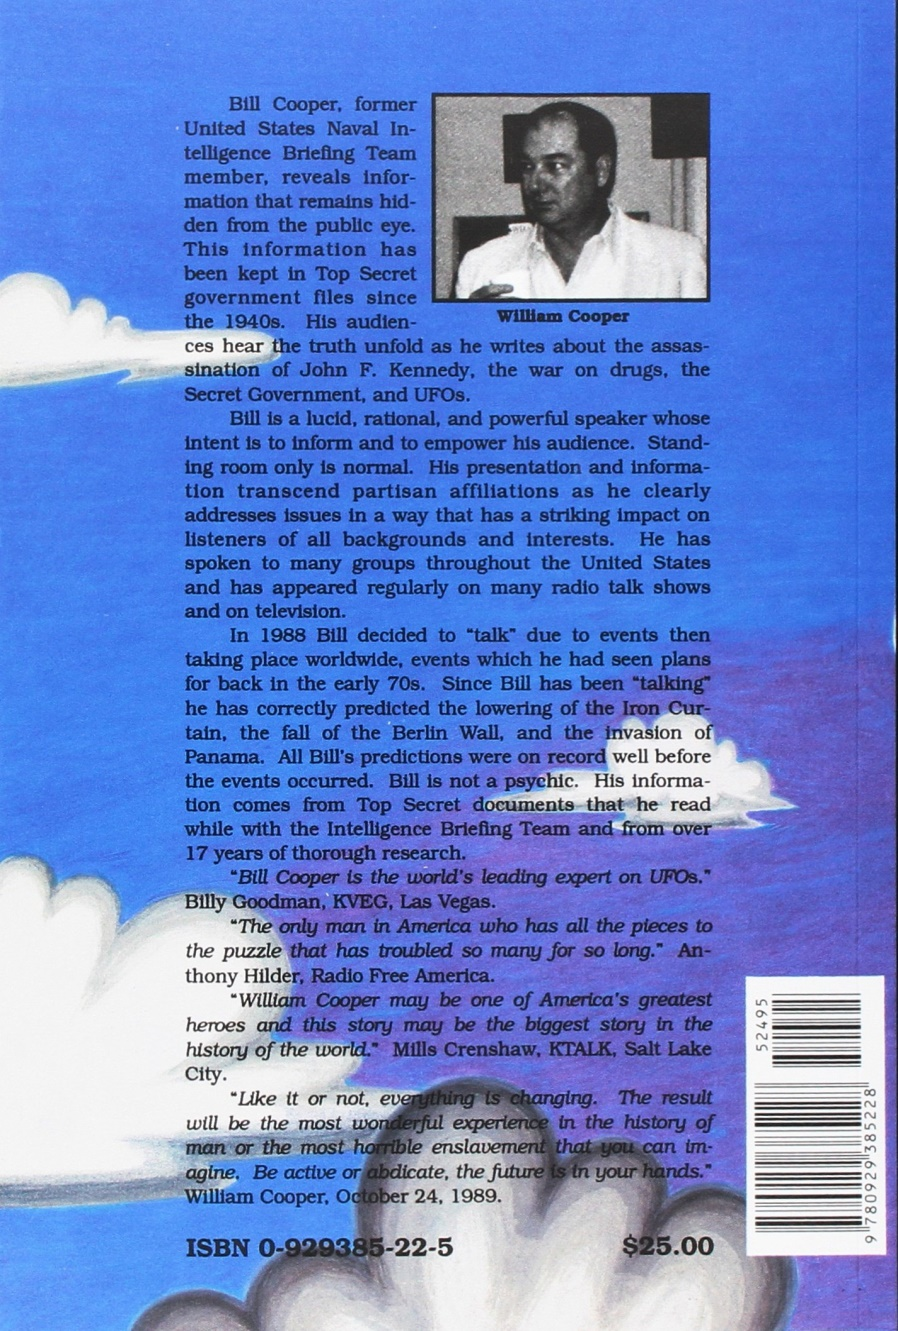 Bill Cooper, former
United States Naval In-
telligence Briefing Team
member, reveals infor-
mation that remains hid-
den from the public eye.
This information has
been kept in Top Secret
government files since
the 1940s. His audien-
William Cooper
ces hear the truth unfold as he writes about the assas-
sination of John F. Kennedy, the war on drugs, the
Secret Government, and UFOs.
Bill is a lucid, rational, and powerful speaker whose
intent is to inform and to empower his audience. Stand-
ing room only is normal. His presentation and informa-
tion transcend partisan affiliations as he clearly
addresses issues in a way that has a striking impact on
listeners of all backgrounds and interests. He has
spoken to many groups throughout the United States
and has appeared regularly on many radio talk shows
and on television.
In 1988 Bill decided to "talk" due to events then
taking place worldwide, events which he had seen plans
for back in the early 70s. Since Bill has been "talking"
he has correctly predicted the lowering of the Iron Cur-
tain, the fall of the Berlin Wall, and the invasion of
Panama. All Bill's predictions were on record well before
the events occurred. Bill is not a psychic. His informa-
tion comes from Top Secret documents that he read
while with the Intelligence Briefing Team and from over
17 years of thorough research.
"Bill Cooper is the world's leading expert on UFOs."
Billy Goodman, KVEG, Las Vegas.
"The only man in America who has all the pieces to
the puzzle that has troubled so many for so long." An-
thony Hilder, Radio Free America.
"William Cooper may be one of America's greatest
heroes and this story may be the biggest story in the
history of the world." Mills Crenshaw, KTALK, Salt Lake
City.
"Like it or not, everything is changing. The result
will be the most wonderful experience in the history of
man or the most horrible enslavement that you can im-
agine. Be active or abdicate, the future is in your hands."
William Cooper, October 24, 1989.
ISBN 0-929385-22-5 $25.00
52495
9 780929 385228